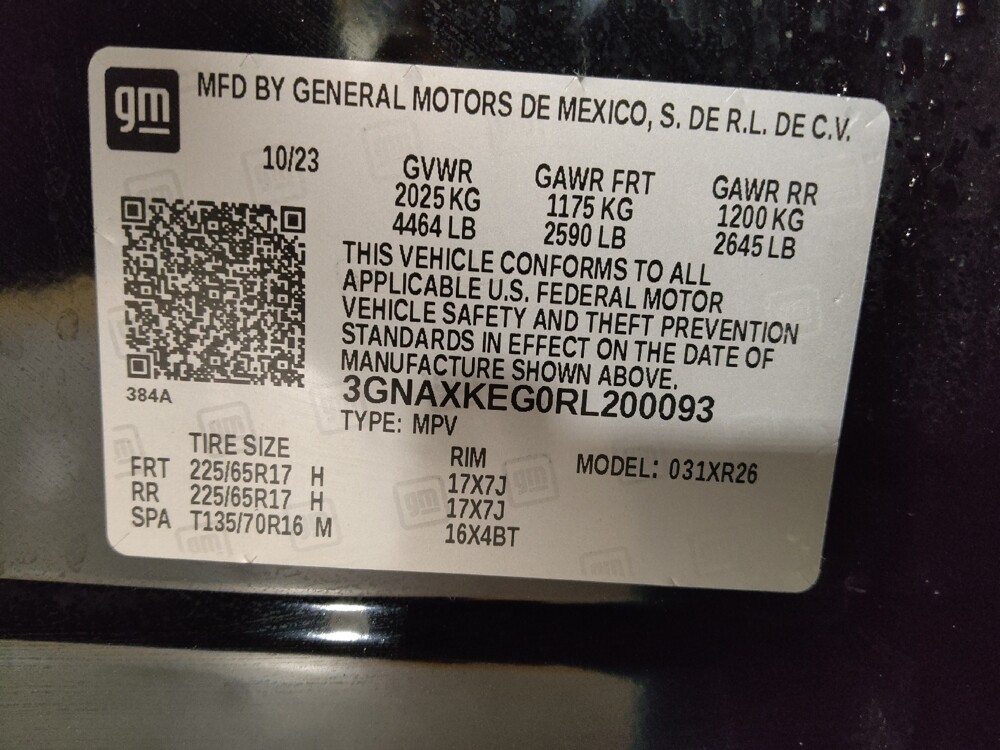 gm
MFD BY GENERAL MOTORS DE MEXICO, S. DE R.L. DE C.V.
10/23
GVWR GAWR FRT GAWR RR
2025 KG 1175 KG 1200 KG
4464 LB 2590 LB 2645 LB
THIS VEHICLE CONFORMS TO ALL
APPLICABLE U.S. FEDERAL MOTOR
VEHICLE SAFETY AND THEFT PREVENTION
STANDARDS IN EFFECT ON THE DATE OF
MANUFACTURE SHOWN ABOVE.
384A
3GNAXKEG0RL200093
TYPE: MPV
TIRE SIZE RIM MODEL: 031XR26
FRT 225/65R17 H 17X7J
RR 225/65R17 H 17X7J
SPA T135/70R16 M 16X4BT